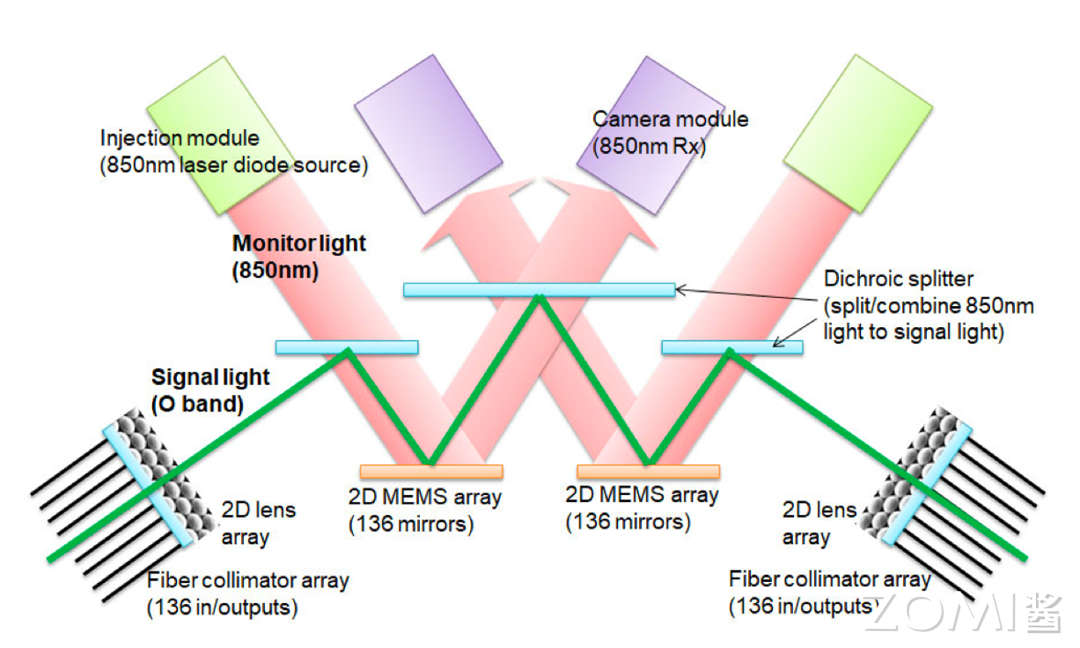 Injection module
(850nm laser diode source)
Camera module
(850nm Rx)
Monitor light
(850nm)
Dichroic splitter
(split/combine 850nm
light to signal light)
Signal light
(O band)
2D lens
array
2D MEMS array
(136 mirrors)
2D MEMS array
(136 mirrors)
2D lens
array
Fiber collimator array
(136 in/outputs)
Fiber collimator array
(136 in/outputs)
ZOMI酱